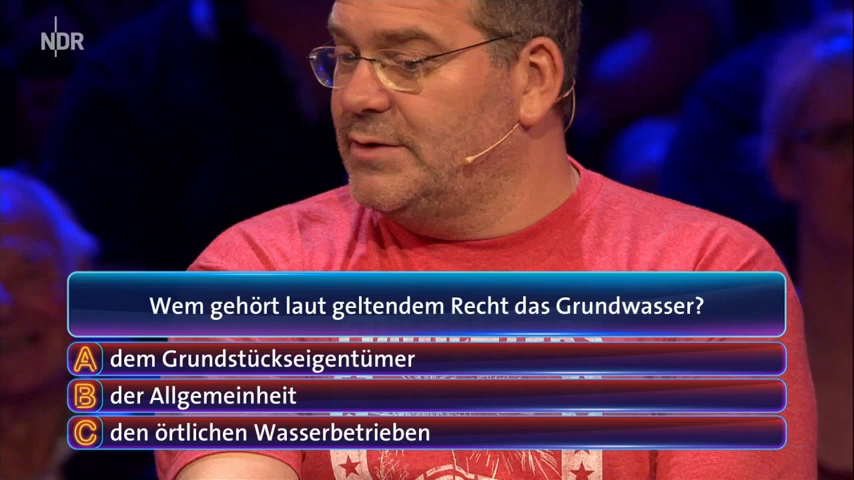 NDR
Wem gehört laut geltendem Recht das Grundwasser?
A dem Grundstückseigentümer
B der Allgemeinheit
C den örtlichen Wasserbetrieben